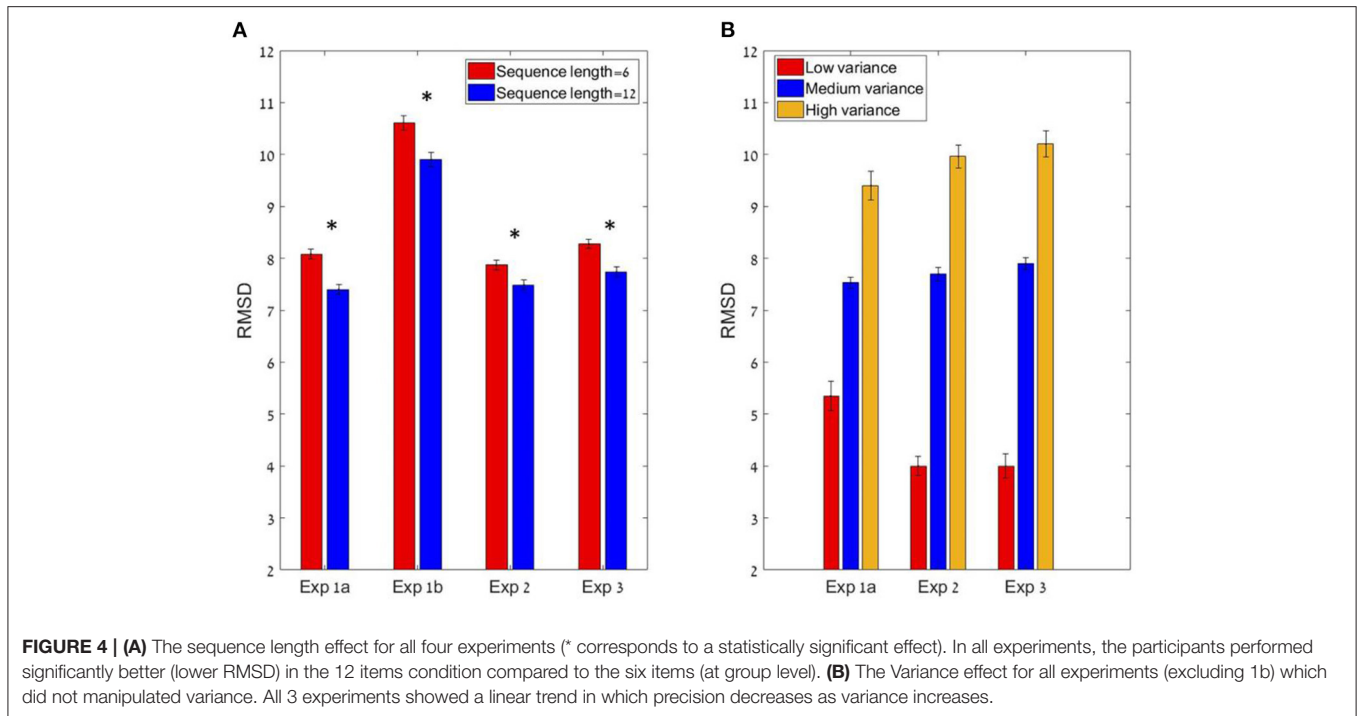 A
12
11
10
9
8
7
6
5
4
3
2
RMSD
Sequence length=6
Sequence length=12
*
*
*
*
Exp 1a Exp 1b Exp 2 Exp 3
B
12
11
10
9
8
7
6
5
4
3
2
RMSD
Low variance
Medium variance
High variance
Exp 1a Exp 2 Exp 3
FIGURE 4 | (A) The sequence length effect for all four experiments (* corresponds to a statistically significant effect). In all experiments, the participants performed
significantly better (lower RMSD) in the 12 items condition compared to the six items (at group level). (B) The Variance effect for all experiments (excluding 1b) which
did not manipulated variance. All 3 experiments showed a linear trend in which precision decreases as variance increases.